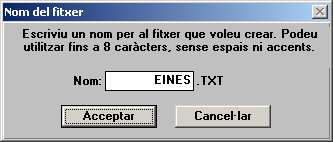 Nom del fitxer
Escriviu un nom per al fitxer que voleu crear. Podeu
utilitzar fins a 8 caràcters, sense espais ni accents.
Nom: EINES .TXT
Acceptar Cancel·lar